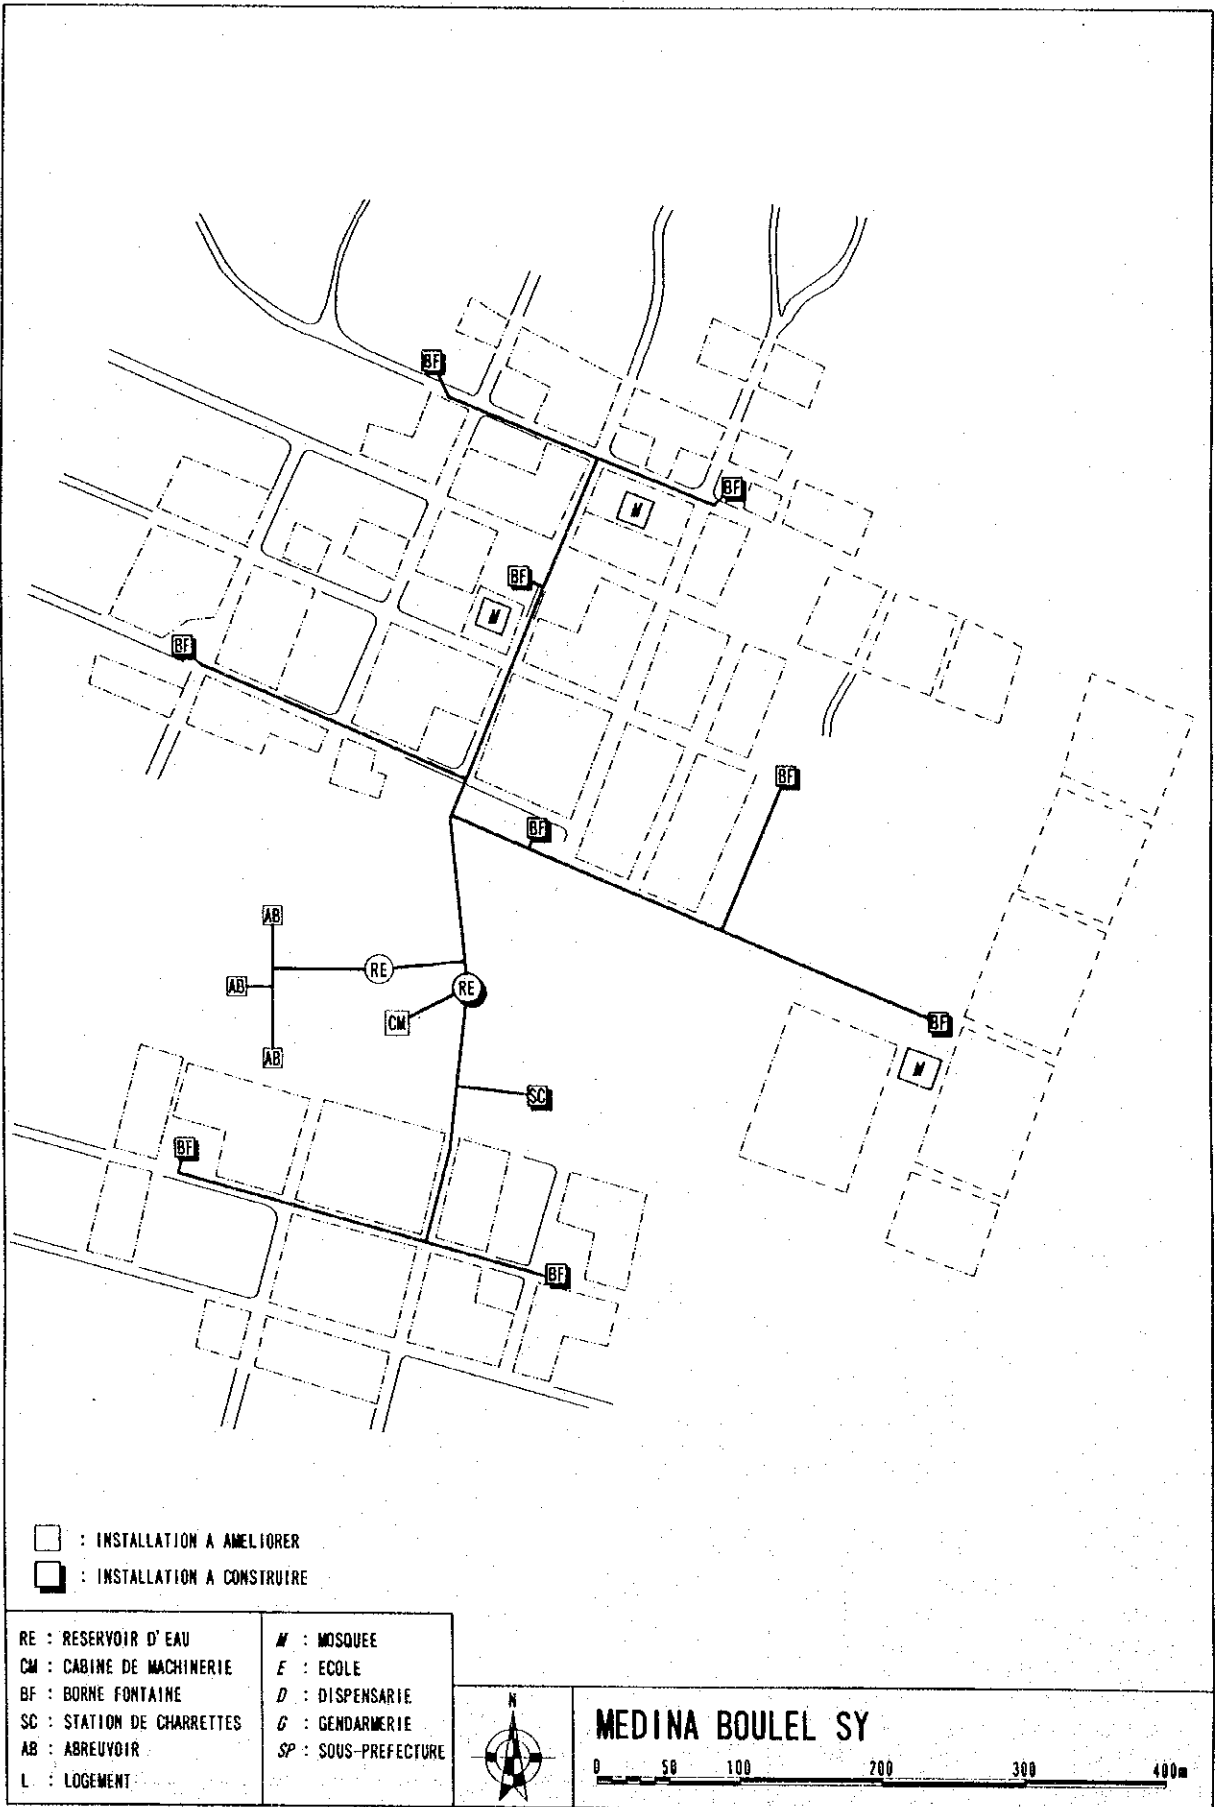 BF
BF
M
BF
M
BF
BF
BF
AB
RE
AB
RE
CM
BF
AB
M
SC
BF
BF
: INSTALLATION A AMELIORER
: INSTALLATION A CONSTRUIRE
RE : RESERVOIR D'EAU
CM : CABINE DE MACHINERIE
BF : BORNE FONTAINE
SC : STATION DE CHARRETTES
AB : ABREUVOIR
L : LOGEMENT
M : MOSQUEE
E : ECOLE
D : DISPENSARIE
G : GENDARMERIE
SP : SOUS-PREFECTURE
N
MEDINA BOULEL SY
0 50 100 200 300 400m